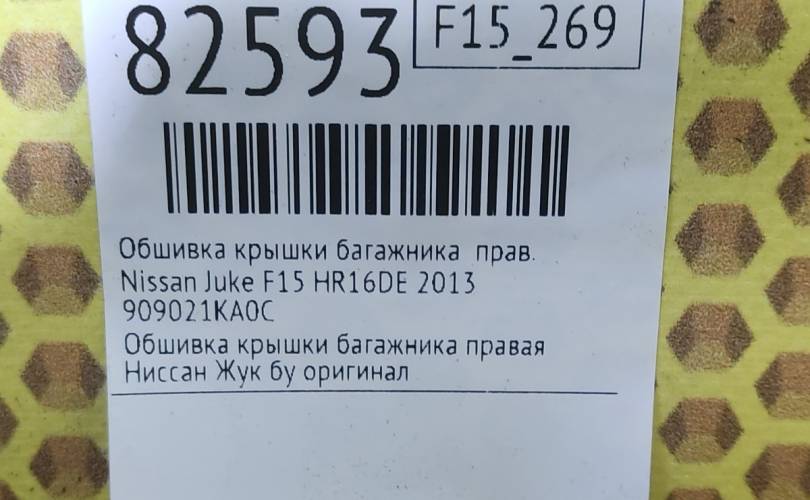 82593
F15_269
Обшивка крышки багажника прав.
Nissan Juke F15 HR16DE 2013
909021KA0C
Обшивка крышки багажника правая
Ниссан Жук бу оригинал